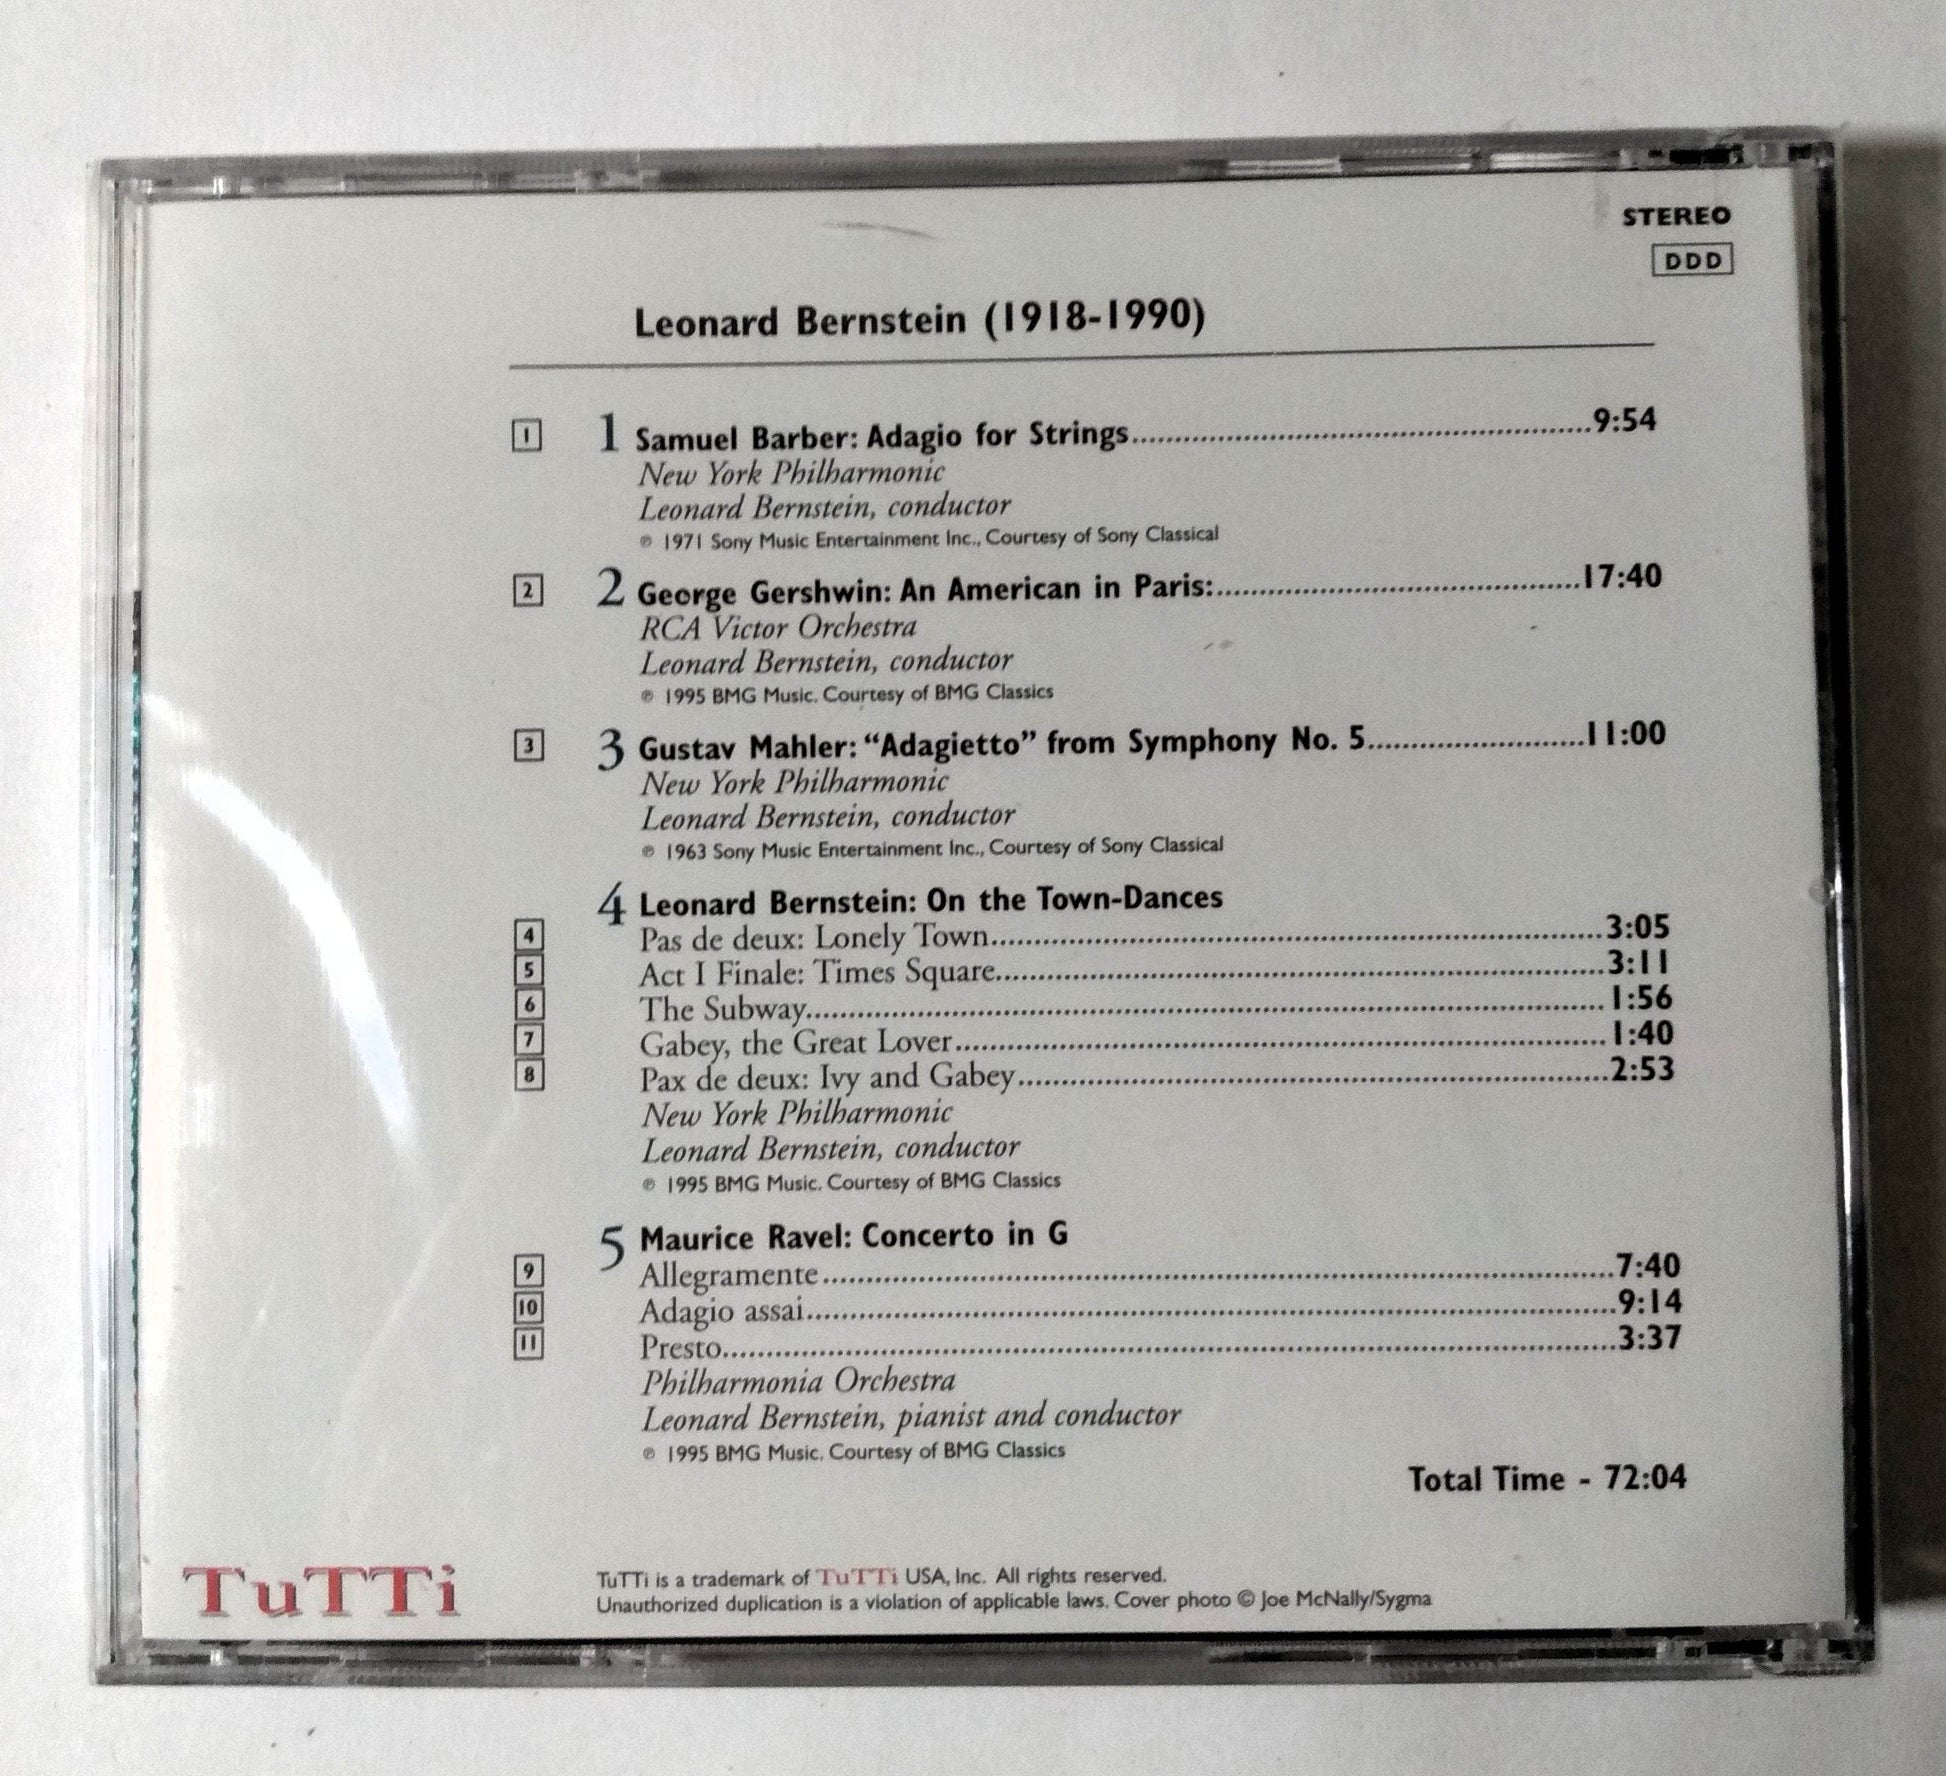 STEREO
DDD
Leonard Bernstein (1918-1990)
1 1 Samuel Barber: Adagio for Strings........9:54
New York Philharmonic
Leonard Bernstein, conductor
℗ 1971 Sony Music Entertainment Inc., Courtesy of Sony Classical
2 2 George Gershwin: An American in Paris:........17:40
RCA Victor Orchestra
Leonard Bernstein, conductor
℗ 1995 BMG Music. Courtesy of BMG Classics
3 3 Gustav Mahler: “Adagietto” from Symphony No. 5........11:00
New York Philharmonic
Leonard Bernstein, conductor
℗ 1963 Sony Music Entertainment Inc., Courtesy of Sony Classical
4 Leonard Bernstein: On the Town-Dances
4 Pas de deux: Lonely Town........3:05
5 Act I Finale: Times Square........3:11
6 The Subway........1:56
7 Gabey, the Great Lover........1:40
8 Pax de deux: Ivy and Gabey........2:53
New York Philharmonic
Leonard Bernstein, conductor
℗ 1995 BMG Music. Courtesy of BMG Classics
5 Maurice Ravel: Concerto in G
9 Allegramente........7:40
10 Adagio assai........9:14
11 Presto........3:37
Philharmonia Orchestra
Leonard Bernstein, pianist and conductor
℗ 1995 BMG Music. Courtesy of BMG Classics
Total Time - 72:04
TuTTi
TuTTi is a trademark of TuTTi USA, Inc. All rights reserved.
Unauthorized duplication is a violation of applicable laws. Cover photo © Joe McNally/Sygma